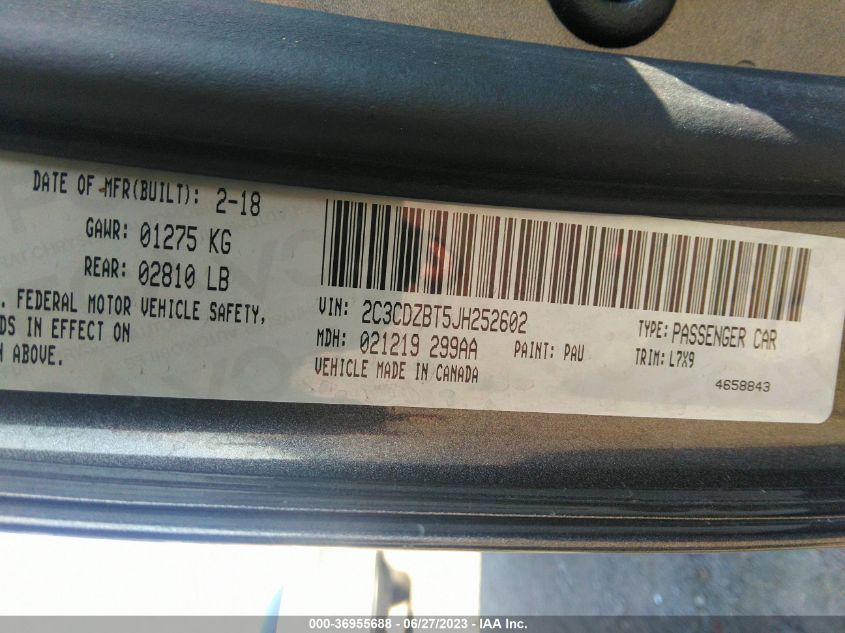 DATE OF MFR(BUILT): 2-18
GAWR: 01275 KG
REAR: 02810 LB
FEDERAL MOTOR VEHICLE SAFETY,
IN EFFECT ON
ABOVE.
VIN: 2C3CDZBT5JH252602
TYPE: PASSENGER CAR
MDH: 021219 299AA
PAINT: PAU
TRIM: L7X9
VEHICLE MADE IN CANADA
4658843
000-36955688 / 06/27/2023 / IAA Inc.